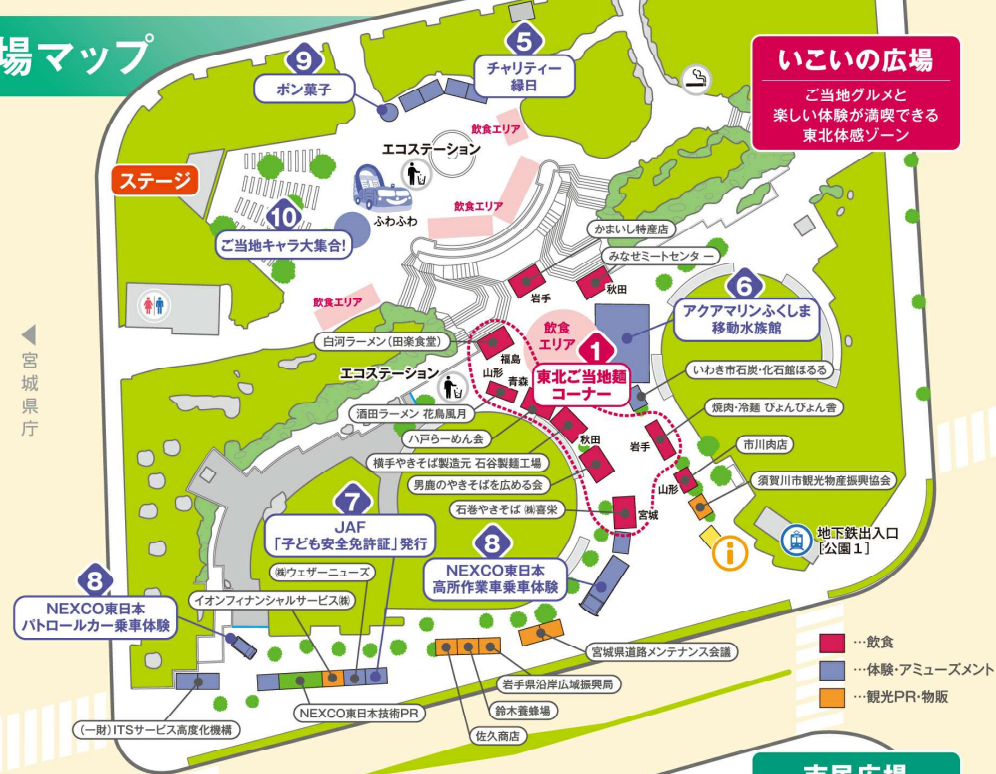 場マップ
9
ポン菓子
5
チャリティー
縁日
いこいの広場
ご当地グルメと
楽しい体験が満喫できる
東北体感ゾーン
飲食エリア
エコステーション
ステージ
ふわふわ
飲食エリア
10
ご当地キャラ大集合!
かまいし特産店
みなせミートセンター
岩手
秋田
6
アクアマリンふくしま
移動水族館
飲食エリア
飲食
エリア
白河ラーメン(田楽食堂)
福島
1
東北ご当地麺
コーナー
宮城県庁
エコステーション
山形
青森
いわき市石炭・化石館ほるる
酒田ラーメン 花鳥風月
焼肉・冷麺 ぴょんぴょん舎
八戸らーめん会
秋田
岩手
市川肉店
横手やきそば製造元 石谷製麺工場
男鹿のやきそばを広める会
山形
須賀川市観光物産振興協会
石巻やきそば ㈱喜栄
宮城
7
JAF
「子ども安全免許証」発行
i
地下鉄出入口
[公園1]
8
NEXCO東日本
高所作業車乗車体験
㈱ウェザーニューズ
8
NEXCO東日本
パトロールカー乗車体験
イオンフィナンシャルサービス㈱
…飲食
宮城県道路メンテナンス会議
…体験・アミューズメント
岩手県沿岸広域振興局
…観光PR・物販
NEXCO東日本技術PR
鈴木養蜂場
(一財)ITSサービス高度化機構
佐久商店
市民広場